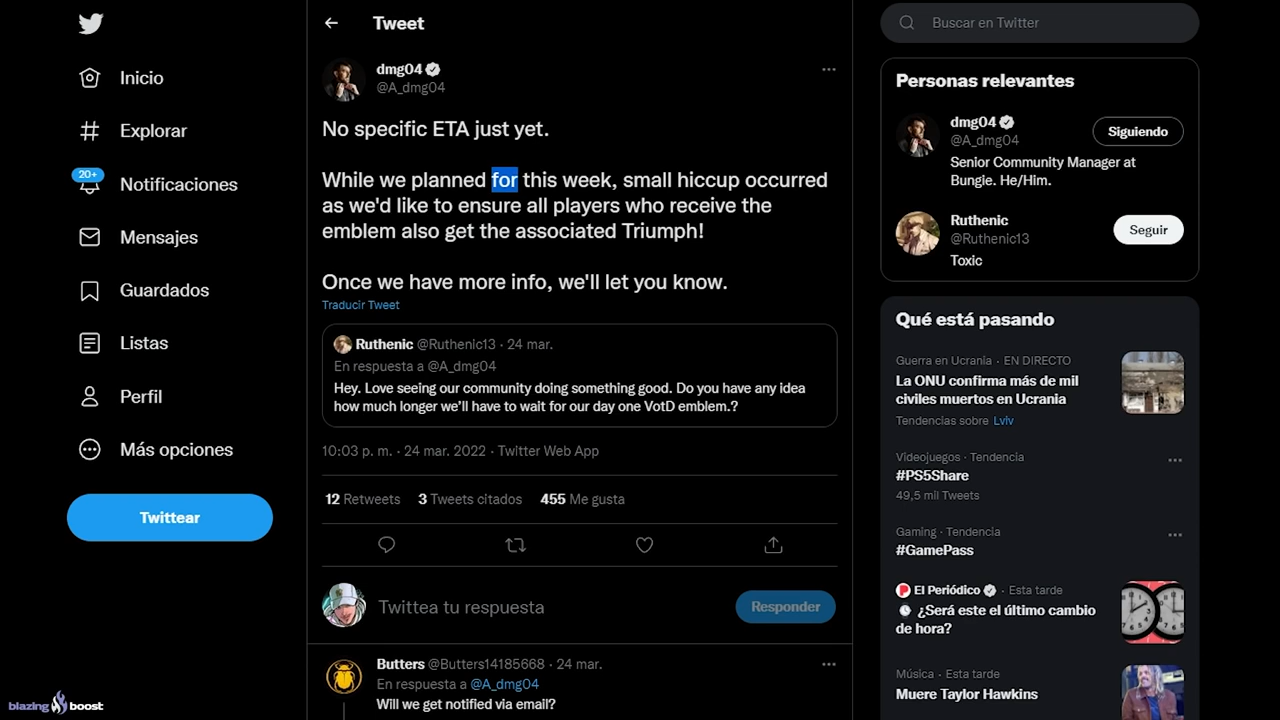 Inicio
Explorar
20+
Notificaciones
Mensajes
Guardados
Listas
Perfil
Más opciones
Twittear
blazing boost
Tweet
dmg04
@A_dmg04
No specific ETA just yet.
While we planned for this week, small hiccup occurred
as we'd like to ensure all players who receive the
emblem also get the associated Triumph!
Once we have more info, we'll let you know.
Traducir Tweet
Ruthenic @Ruthenic13 · 24 mar.
En respuesta a @A_dmg04
Hey. Love seeing our community doing something good. Do you have any idea
how much longer we'll have to wait for our day one VotD emblem.?
10:03 p. m. · 24 mar. 2022 · Twitter Web App
12 Retweets 3 Tweets citados 455 Me gusta
Twittea tu respuesta
Responder
Butters @Butters14185668 · 24 mar.
En respuesta a @A_dmg04
Will we get notified via email?
Buscar en Twitter
Personas relevantes
dmg04
@A_dmg04
Siguiendo
Senior Community Manager at
Bungie. He/Him.
Ruthenic
@Ruthenic13
Seguir
Toxic
Qué está pasando
Guerra en Ucrania · EN DIRECTO
La ONU confirma más de mil
civiles muertos en Ucrania
Tendencias sobre Lviv
Videojuegos · Tendencia
#PS5Share
49,5 mil Tweets
Gaming · Tendencia
#GamePass
El Periódico · Esta tarde
¿Será este el último cambio
de hora?
Música · Esta tarde
Muere Taylor Hawkins